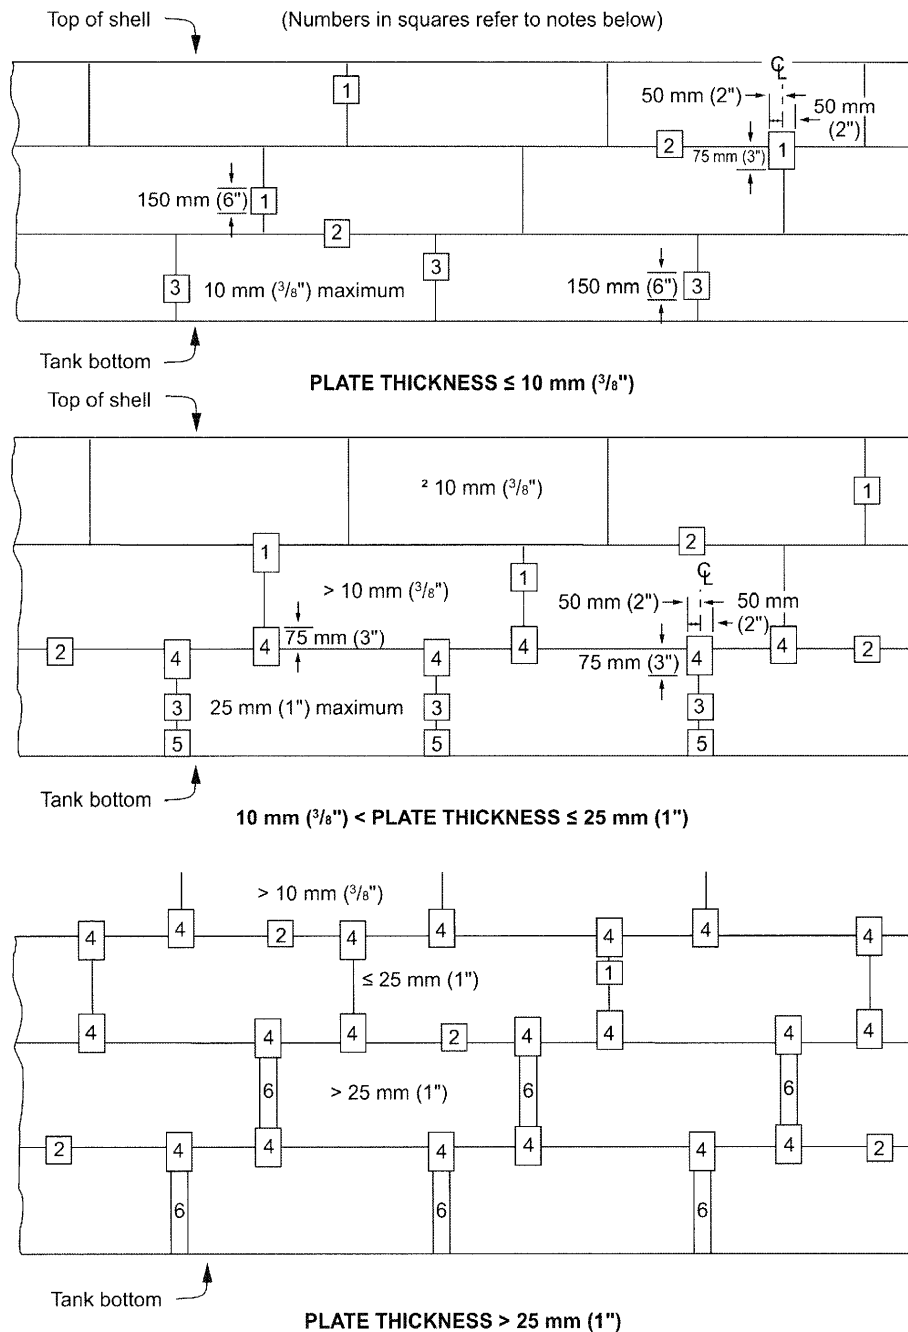 Top of shell (Numbers in squares refer to notes below)
℄
1 50 mm (2") 50 mm
(2")
2 75 mm (3") 1
150 mm (6") 1
2
3
3 10 mm (3/8") maximum 150 mm (6") 3
Tank bottom
PLATE THICKNESS ≤ 10 mm (3/8")
Top of shell
² 10 mm (3/8") 1
1 2
℄
1
> 10 mm (3/8")
50 mm (2") 50 mm
(2")
4 75 mm (3") 4 4
2 4 4 75 mm (3") 4 2
3 25 mm (1") maximum 3 3
5 5 5
Tank bottom
10 mm (3/8") < PLATE THICKNESS ≤ 25 mm (1")
> 10 mm (3/8")
4 4 4
4 2 4 4 4
≤ 25 mm (1") 1
4 4 4 4
4 2 4 4
6 > 25 mm (1") 6 6
4 4 4
2 4 4 4 2
6 6 6
Tank bottom
PLATE THICKNESS > 25 mm (1")